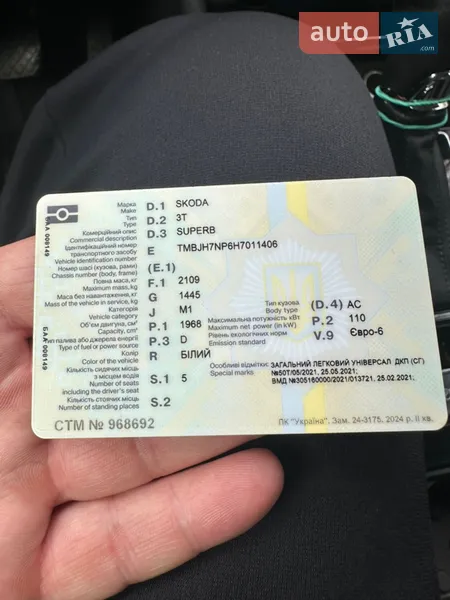 auto RIA .com
Марка D.1 SKODA
Make
Тип D.2 3T
Type
Комерційний опис D.3 SUPERB
Commercial description
Ідентифікаційний номер
транспортного засобу E TMBJH7NP6H7011406
Vehicle identification number
Номер шасі (кузова, рами) (E.1)
Chassis number (body, frame)
Повна маса, кг F.1 2109
Maximum mass, kg
Маса без навантаження, кг G 1445
Mass of the vehicle in service, kg
Категорія J M1
Vehicle category
Об'єм двигуна, см³ P.1 1968
Capacity, cm³
Тип палива або джерела енергії P.3 D
Type of fuel or power source
Колір R БІЛИЙ
Color of the vehicle
Кількість сидячих місць
з місцем водія S.1 5
Number of seats
including the driver's seat
Кількість стоячих місць S.2
Number of standing places
Тип кузова (D.4) AC
Body type
Максимальна потужність кВт P.2 110
Maximum net power (in kW)
Рівень екологічних норм V.9 Євро-6
Emission standard
Особливі відмітки: ЗАГАЛЬНИЙ ЛЕГКОВИЙ УНІВЕРСАЛ ДКП (СГ)
Special marks №507/05/2021, 25.05.2021;
ВМД №305160000/2021/013721, 25.02.2021;
СТМ № 968692
ПК "Україна". Зам. 24-3175. 2024 р. ІІ кв.